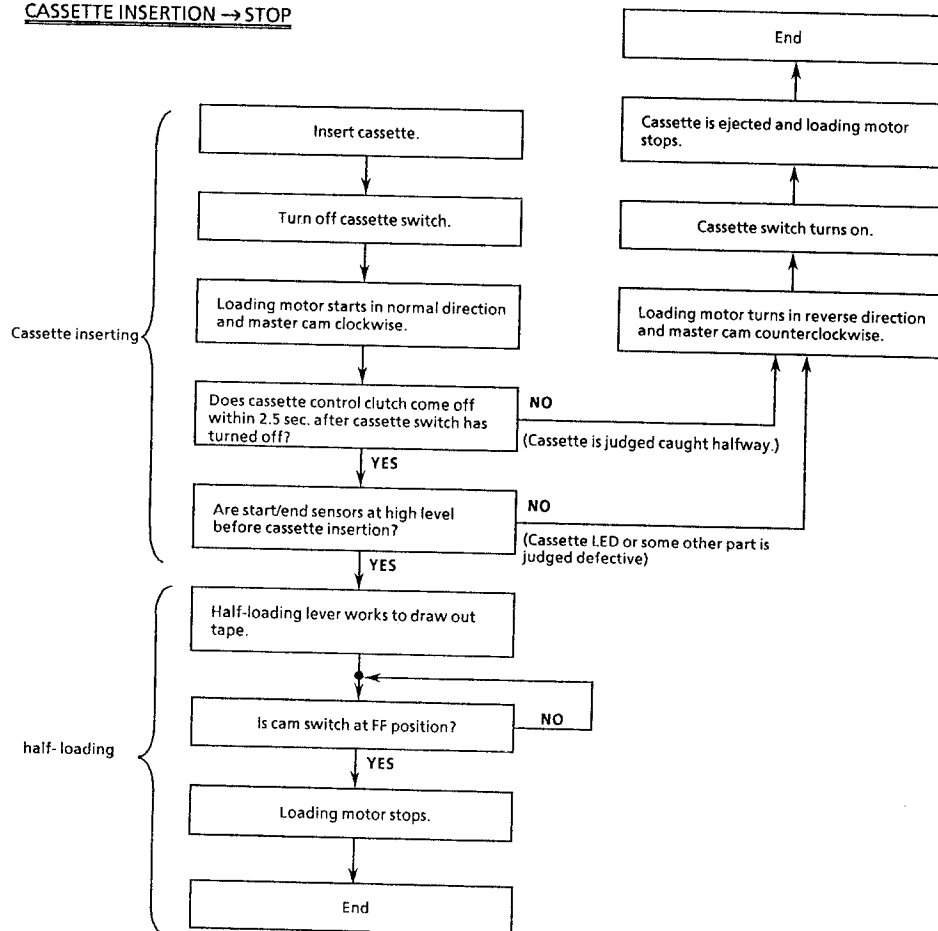 CASSETTE INSERTION → STOP
Cassette inserting
Insert cassette.
Turn off cassette switch.
Loading motor starts in normal direction
and master cam clockwise.
Does cassette control clutch come off
within 2.5 sec. after cassette switch has
turned off?
NO
(Cassette is judged caught halfway.)
YES
Are start/end sensors at high level
before cassette insertion?
NO
(Cassette LED or some other part is
judged defective)
YES
half-loading
Half-loading lever works to draw out
tape.
Is cam switch at FF position?
NO
YES
Loading motor stops.
End
Loading motor turns in reverse direction
and master cam counterclockwise.
Cassette switch turns on.
Cassette is ejected and loading motor
stops.
End